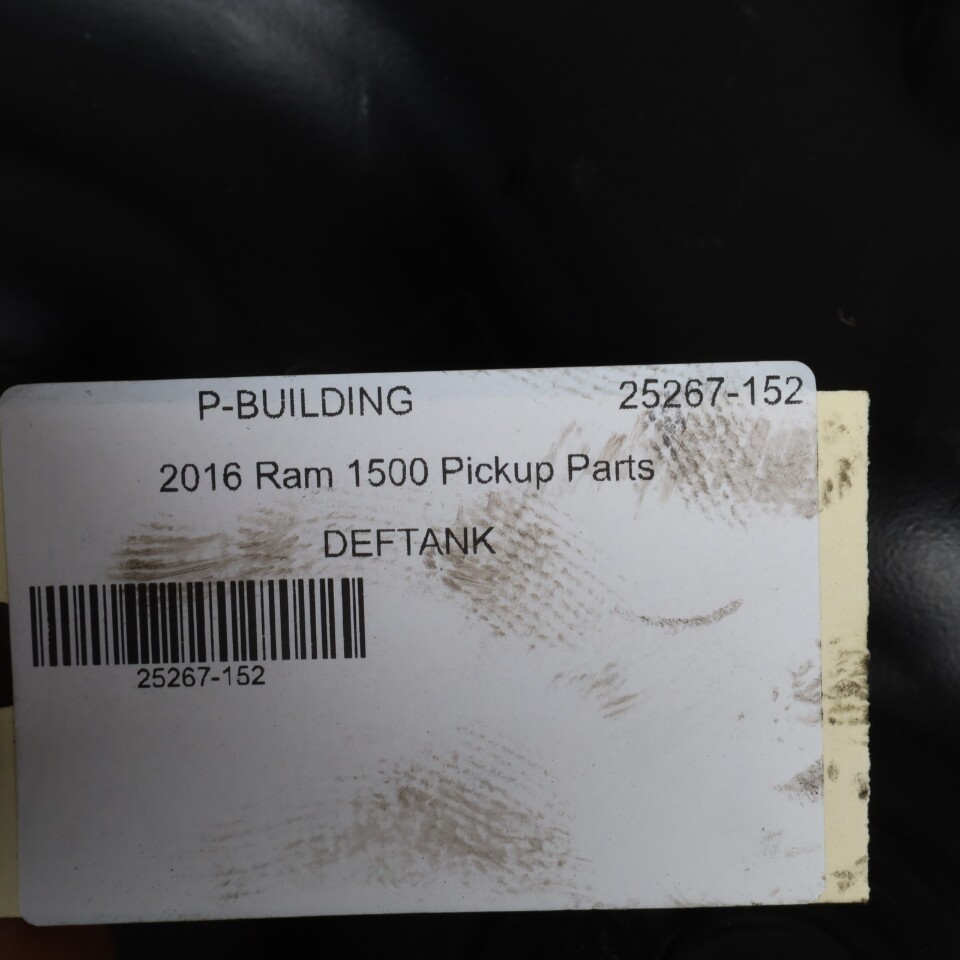 P-BUILDING 25267-152
2016 Ram 1500 Pickup Parts
DEFTANK
25267-152